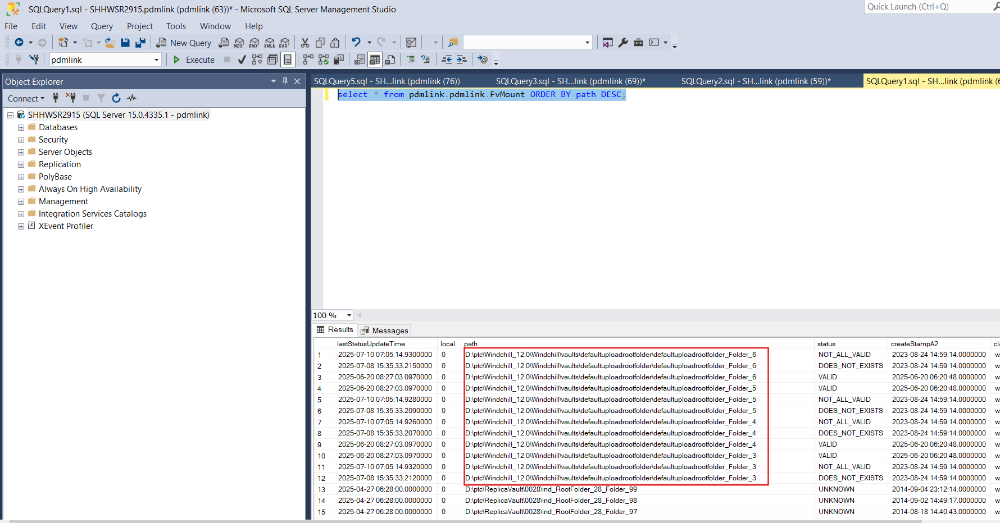 SQLQuery1.sql - SHHWSR2915.pdmlink (pdmlink (63))* - Microsoft SQL Server Management Studio
Quick Launch (Ctrl+Q)
File Edit View Query Project Tools Window Help
New Query MDX DMX XMLA DAX
pdmlink Execute
Object Explorer
SQLQuery5.sql - SH...link (pdmlink (76)) SQLQuery3.sql - SH...link (pdmlink (69))* SQLQuery2.sql - SH...link (pdmlink (59))* SQLQuery1.sql - SH...link (pdmlink (6
Connect
select * from pdmlink.pdmlink.FvMount ORDER BY path DESC;
SHHWSR2915 (SQL Server 15.0.4335.1 - pdmlink)
Databases
Security
Server Objects
Replication
PolyBase
Always On High Availability
Management
Integration Services Catalogs
XEvent Profiler
100 %
Results Messages
lastStatusUpdateTime local path status createStampA2 cla
1 2025-07-10 07:05:14.9300000 0 D:\ptc\Windchill_12.0\Windchill\vaults\defaultuploadrootfolder\defaultuploadrootfolder_Folder_6 NOT_ALL_VALID 2023-08-24 14:59:14.0000000 w
2 2025-07-08 15:35:33.2150000 0 D:\ptc\Windchill_12.0\Windchill\vaults\defaultuploadrootfolder\defaultuploadrootfolder_Folder_6 DOES_NOT_EXISTS 2023-08-24 14:59:14.0000000 w
3 2025-06-20 08:27:03.0970000 0 D:\ptc\Windchill_12.0\Windchill\vaults\defaultuploadrootfolder\defaultuploadrootfolder_Folder_6 VALID 2025-06-20 06:20:48.0000000 w
4 2025-06-20 08:27:03.0970000 0 D:\ptc\Windchill_12.0\Windchill\vaults\defaultuploadrootfolder\defaultuploadrootfolder_Folder_5 VALID 2025-06-20 06:20:48.0000000 w
5 2025-07-10 07:05:14.9280000 0 D:\ptc\Windchill_12.0\Windchill\vaults\defaultuploadrootfolder\defaultuploadrootfolder_Folder_5 NOT_ALL_VALID 2023-08-24 14:59:14.0000000 w
6 2025-07-08 15:35:33.2090000 0 D:\ptc\Windchill_12.0\Windchill\vaults\defaultuploadrootfolder\defaultuploadrootfolder_Folder_5 DOES_NOT_EXISTS 2023-08-24 14:59:14.0000000 w
7 2025-07-10 07:05:14.9260000 0 D:\ptc\Windchill_12.0\Windchill\vaults\defaultuploadrootfolder\defaultuploadrootfolder_Folder_4 NOT_ALL_VALID 2023-08-24 14:59:14.0000000 w
8 2025-07-08 15:35:33.2070000 0 D:\ptc\Windchill_12.0\Windchill\vaults\defaultuploadrootfolder\defaultuploadrootfolder_Folder_4 DOES_NOT_EXISTS 2023-08-24 14:59:14.0000000 w
9 2025-06-20 08:27:03.0970000 0 D:\ptc\Windchill_12.0\Windchill\vaults\defaultuploadrootfolder\defaultuploadrootfolder_Folder_4 VALID 2025-06-20 06:20:48.0000000 w
10 2025-06-20 08:27:03.0970000 0 D:\ptc\Windchill_12.0\Windchill\vaults\defaultuploadrootfolder\defaultuploadrootfolder_Folder_3 VALID 2025-06-20 06:20:48.0000000 w
11 2025-07-10 07:05:14.9320000 0 D:\ptc\Windchill_12.0\Windchill\vaults\defaultuploadrootfolder\defaultuploadrootfolder_Folder_3 NOT_ALL_VALID 2023-08-24 14:59:14.0000000 w
12 2025-07-08 15:35:33.2120000 0 D:\ptc\Windchill_12.0\Windchill\vaults\defaultuploadrootfolder\defaultuploadrootfolder_Folder_3 DOES_NOT_EXISTS 2023-08-24 14:59:14.0000000 w
13 2025-04-27 06:28:00.0000000 0 D:\ptc\ReplicaVault\0028\ind_RootFolder_28_Folder_99 UNKNOWN 2014-09-04 23:12:14.0000000 w
14 2025-04-27 06:28:00.0000000 0 D:\ptc\ReplicaVault\0028\ind_RootFolder_28_Folder_98 UNKNOWN 2014-09-02 14:49:17.0000000 w
15 2025-04-27 06:28:00.0000000 0 D:\ptc\ReplicaVault\0028\ind_RootFolder_28_Folder_97 UNKNOWN 2014-08-18 14:40:43.0000000 w